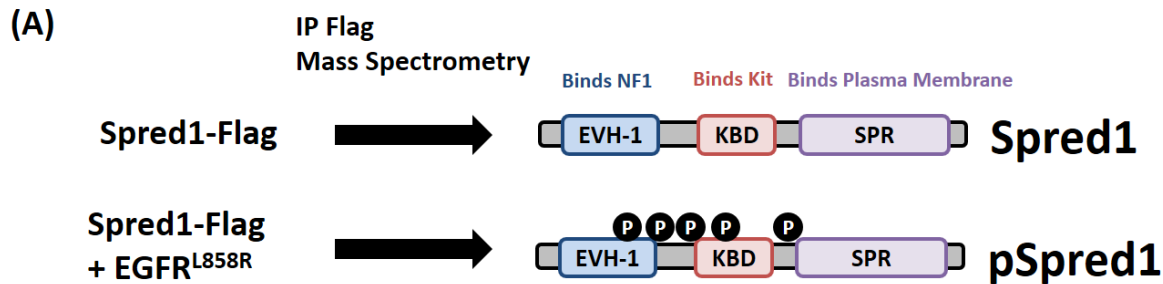 (A)
IP Flag
Mass Spectrometry
Binds NF1 Binds Kit Binds Plasma Membrane
Spred1-Flag EVH-1 KBD SPR Spred1
P P P P P
Spred1-Flag
+ EGFRL858R
EVH-1 KBD SPR pSpred1